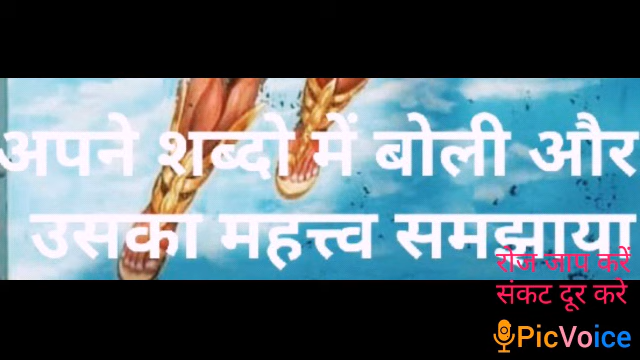 अपने शब्दो में बोली और
उसका महत्त्व समझाया
रोज जाप करें
संकट दूर करे
PicVoice